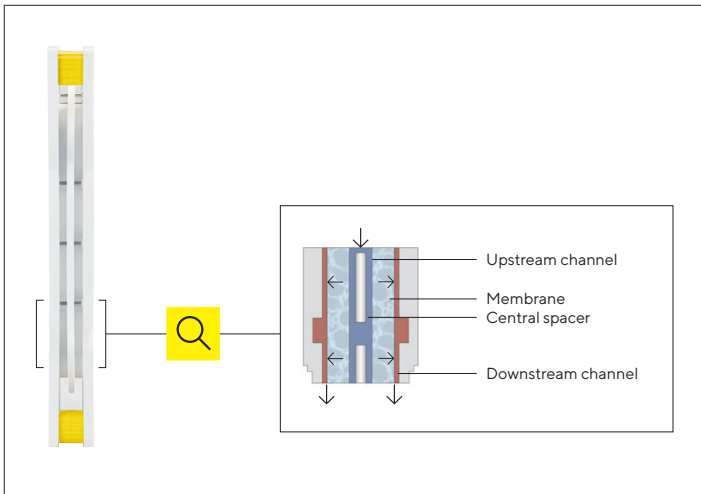 Upstream channel
Membrane
Central spacer
Downstream channel